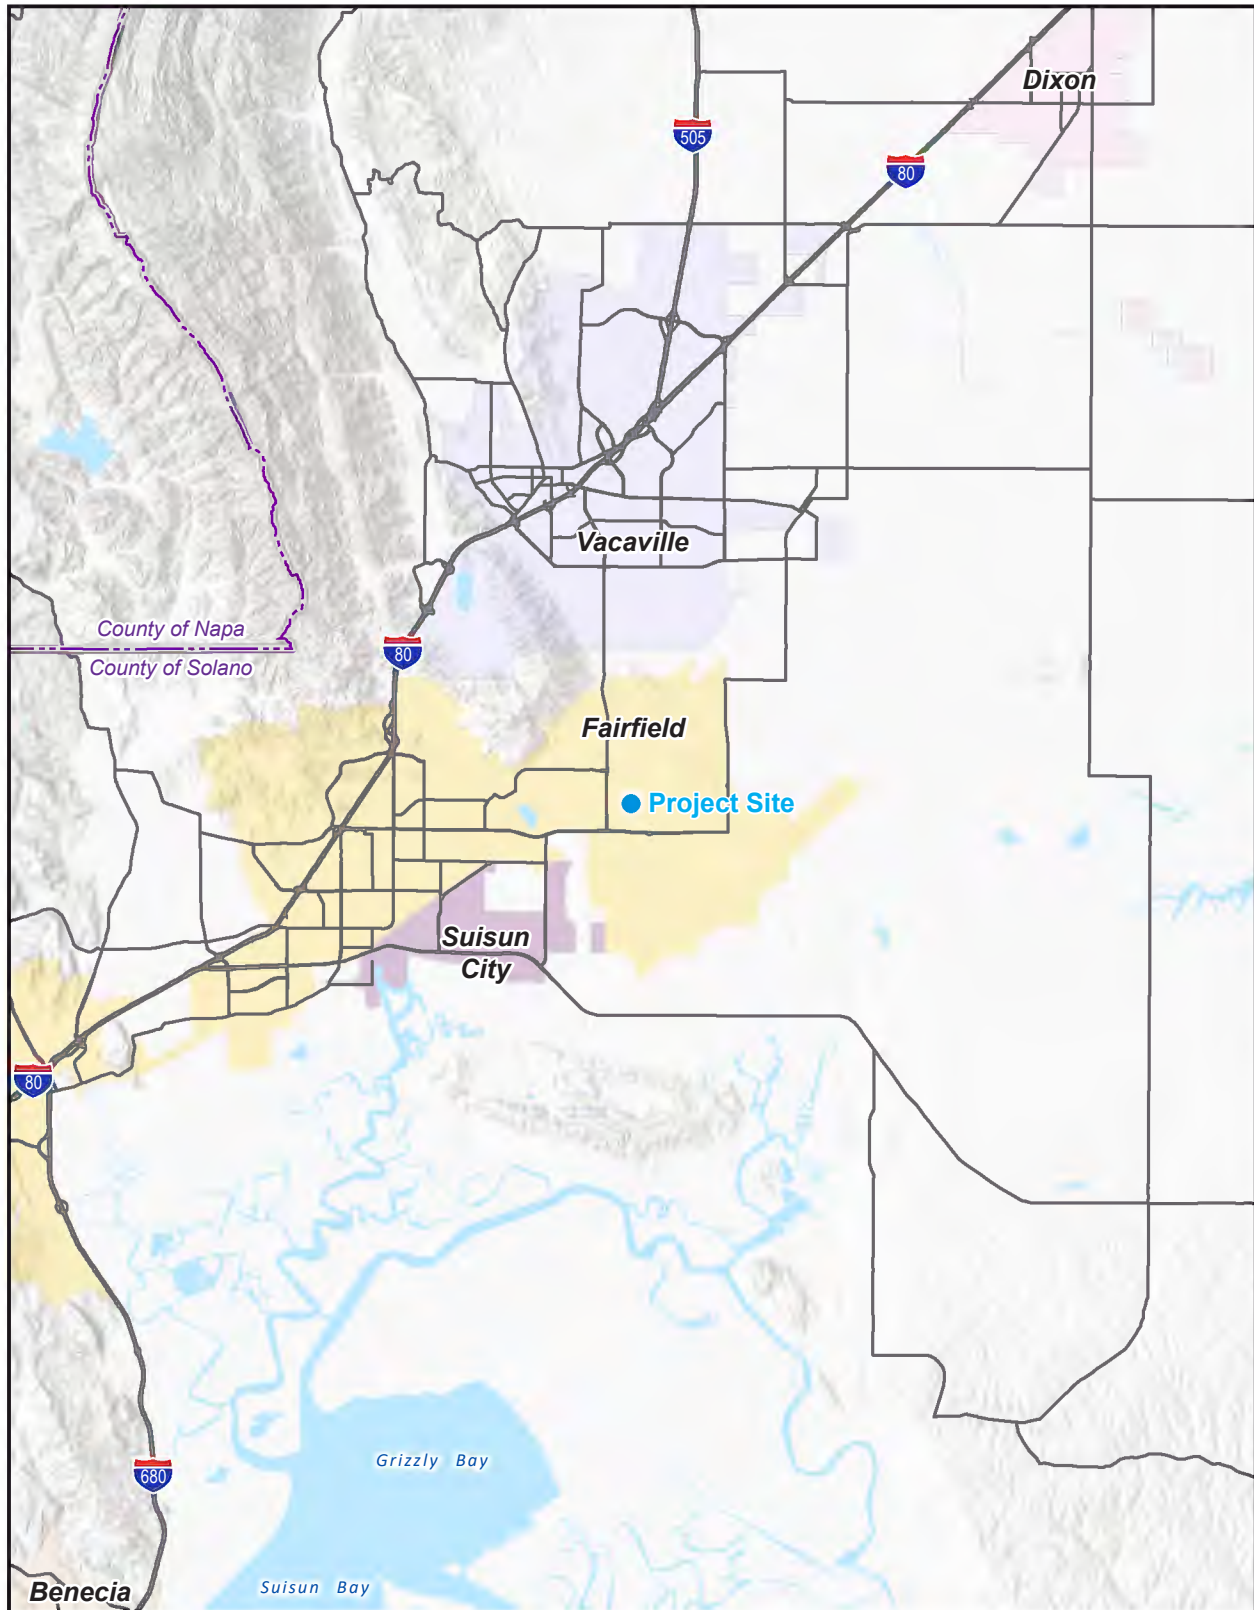 Dixon
505
80
Vacaville
County of Napa
County of Solano
80
Fairfield
Project Site
Suisun
City
80
Grizzly Bay
680
Suisun Bay
Benecia